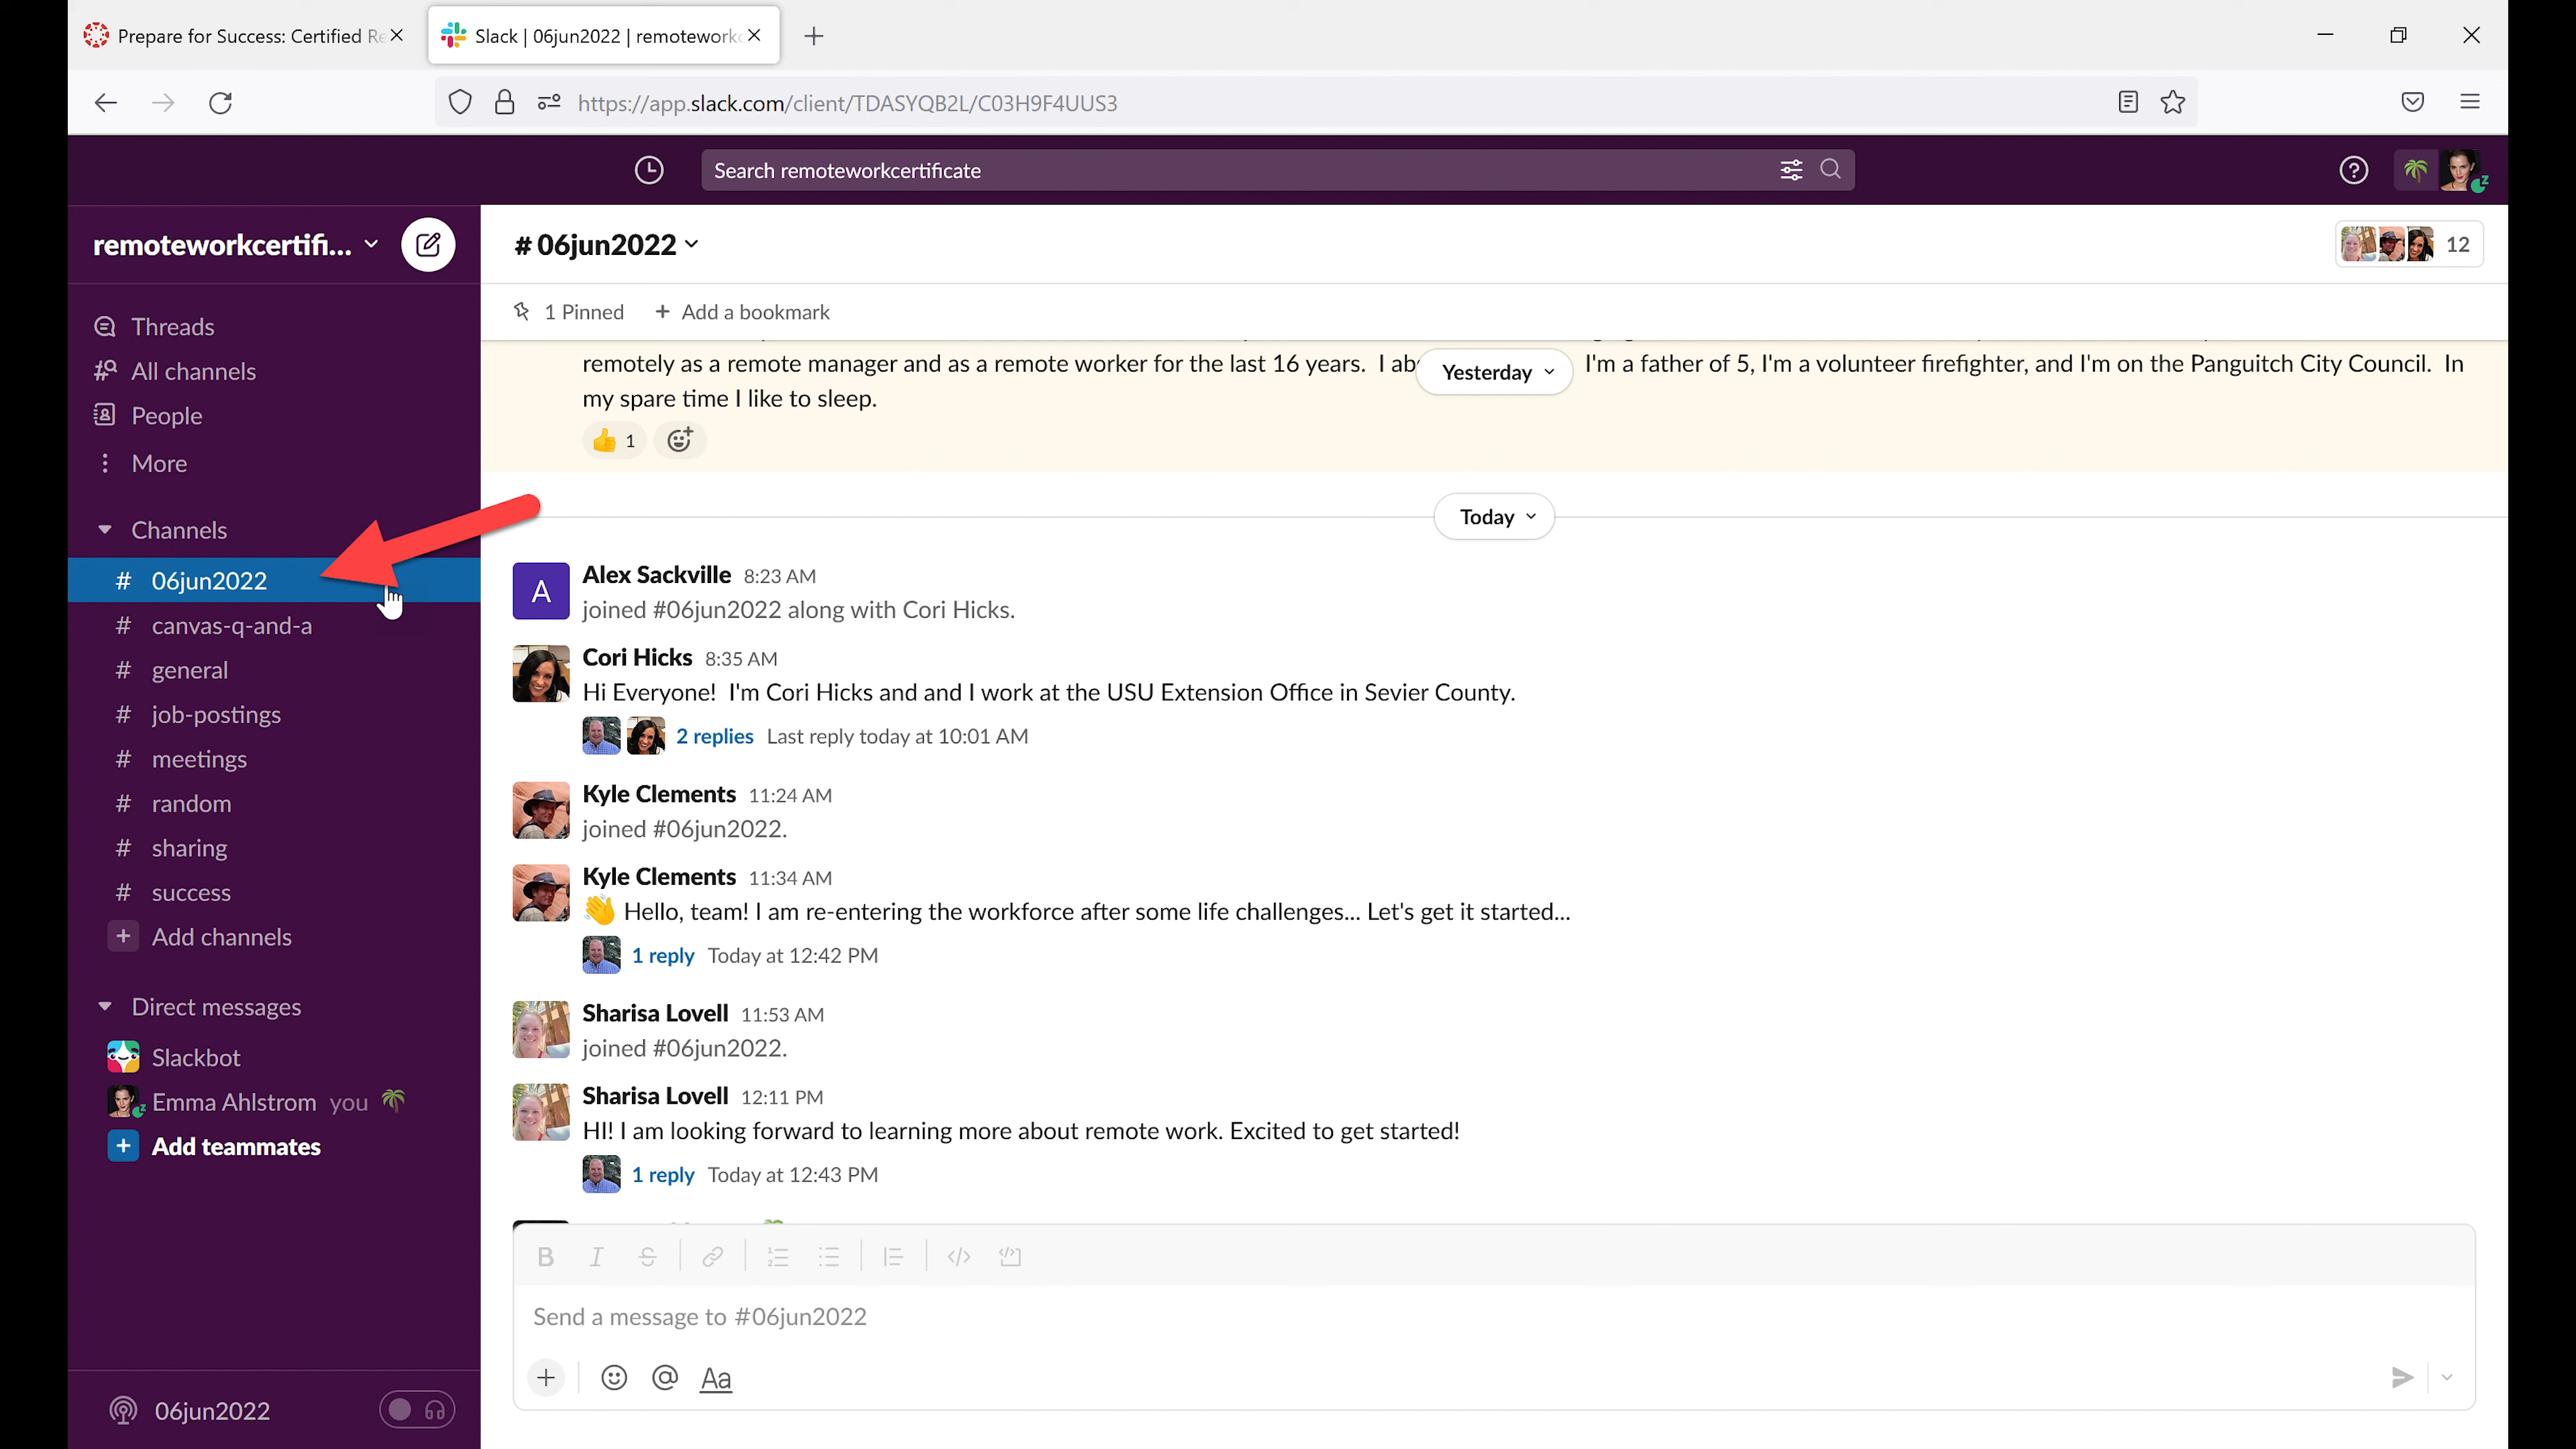 Prepare for Success: Certified Re
Slack | 06jun2022 | remotework
https://app.slack.com/client/TDASYQB2L/C03H9F4UUS3
Search remoteworkcertificate
remoteworkcertifi...
# 06jun2022
12
1 Pinned
+ Add a bookmark
Threads
All channels
People
More
Channels
# 06jun2022
# canvas-q-and-a
# general
# job-postings
# meetings
# random
# sharing
# success
+ Add channels
Direct messages
Slackbot
Emma Ahlstrom you
+ Add teammates
06jun2022
remotely as a remote manager and as a remote worker for the last 16 years. I ab
Yesterday
I'm a father of 5, I'm a volunteer firefighter, and I'm on the Panguitch City Council. In
my spare time I like to sleep.
1
Today
A
Alex Sackville 8:23 AM
joined #06jun2022 along with Cori Hicks.
Cori Hicks 8:35 AM
Hi Everyone! I'm Cori Hicks and and I work at the USU Extension Office in Sevier County.
2 replies Last reply today at 10:01 AM
Kyle Clements 11:24 AM
joined #06jun2022.
Kyle Clements 11:34 AM
👋 Hello, team! I am re-entering the workforce after some life challenges... Let's get it started...
1 reply Today at 12:42 PM
Sharisa Lovell 11:53 AM
joined #06jun2022.
Sharisa Lovell 12:11 PM
HI! I am looking forward to learning more about remote work. Excited to get started!
1 reply Today at 12:43 PM
B I S
Send a message to #06jun2022
+ @ Aa